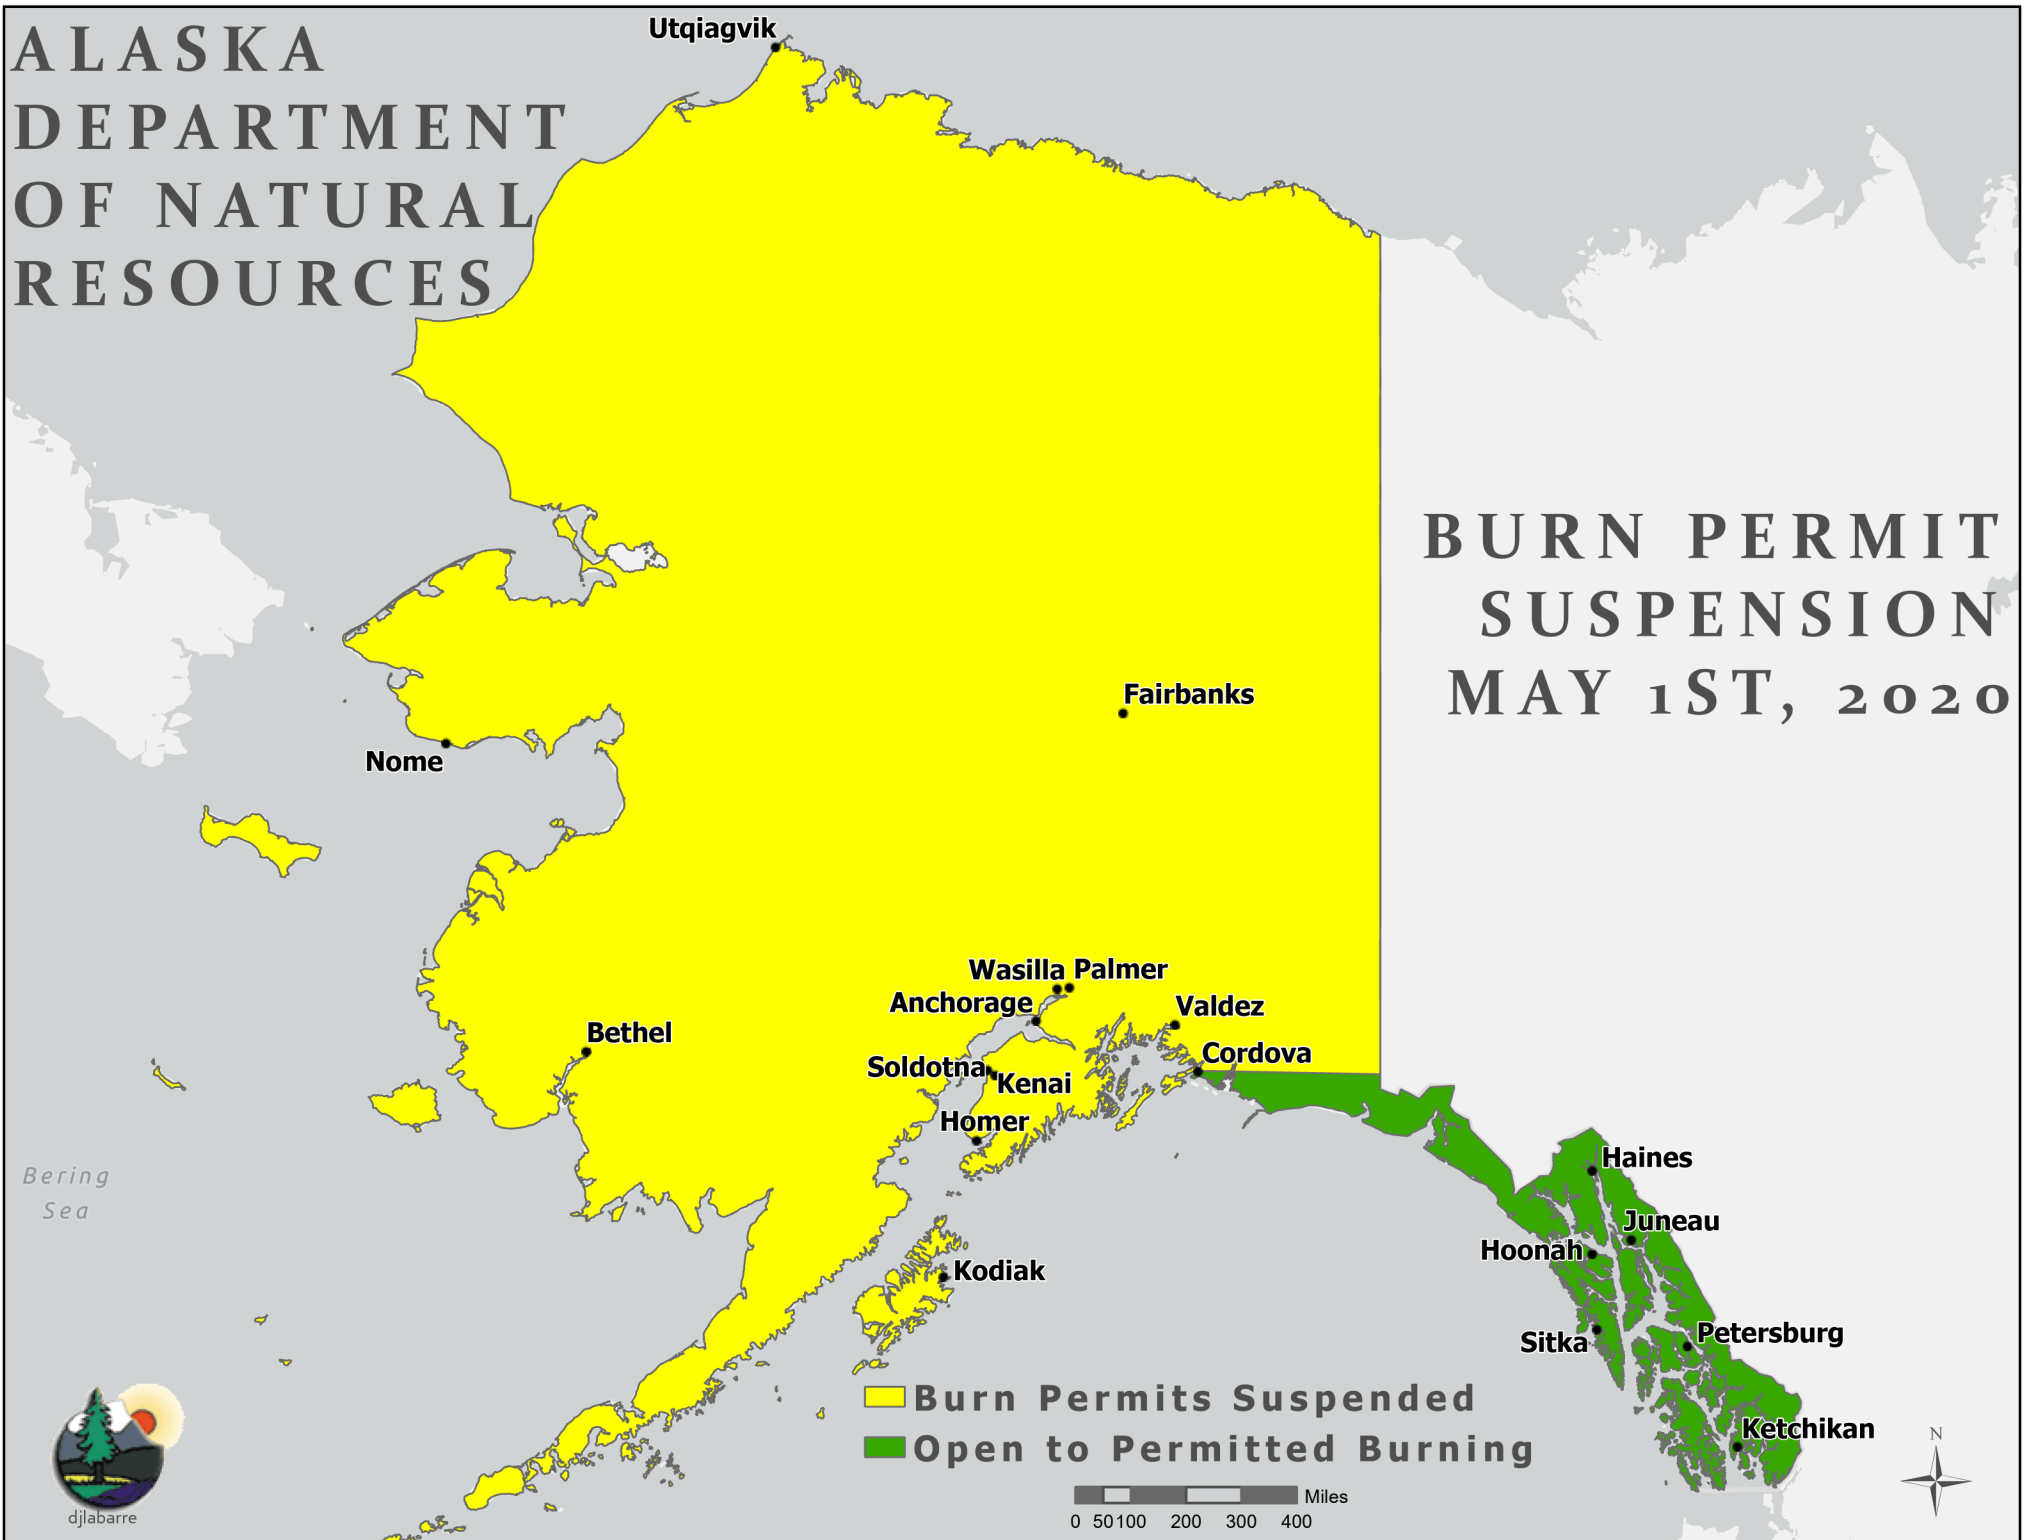 ALASKA
DEPARTMENT
OF NATURAL
RESOURCES
Utqiagvik
BURN PERMIT
SUSPENSION
MAY 1ST, 2020
Fairbanks
Nome
Wasilla Palmer
Anchorage
Valdez
Bethel
Cordova
Soldotna
Kenai
Homer
Haines
Bering
Sea
Juneau
Hoonah
Kodiak
Petersburg
Sitka
Burn Permits Suspended
Ketchikan
Open to Permitted Burning
N
Miles
0 50 100 200 300 400
djlabarre